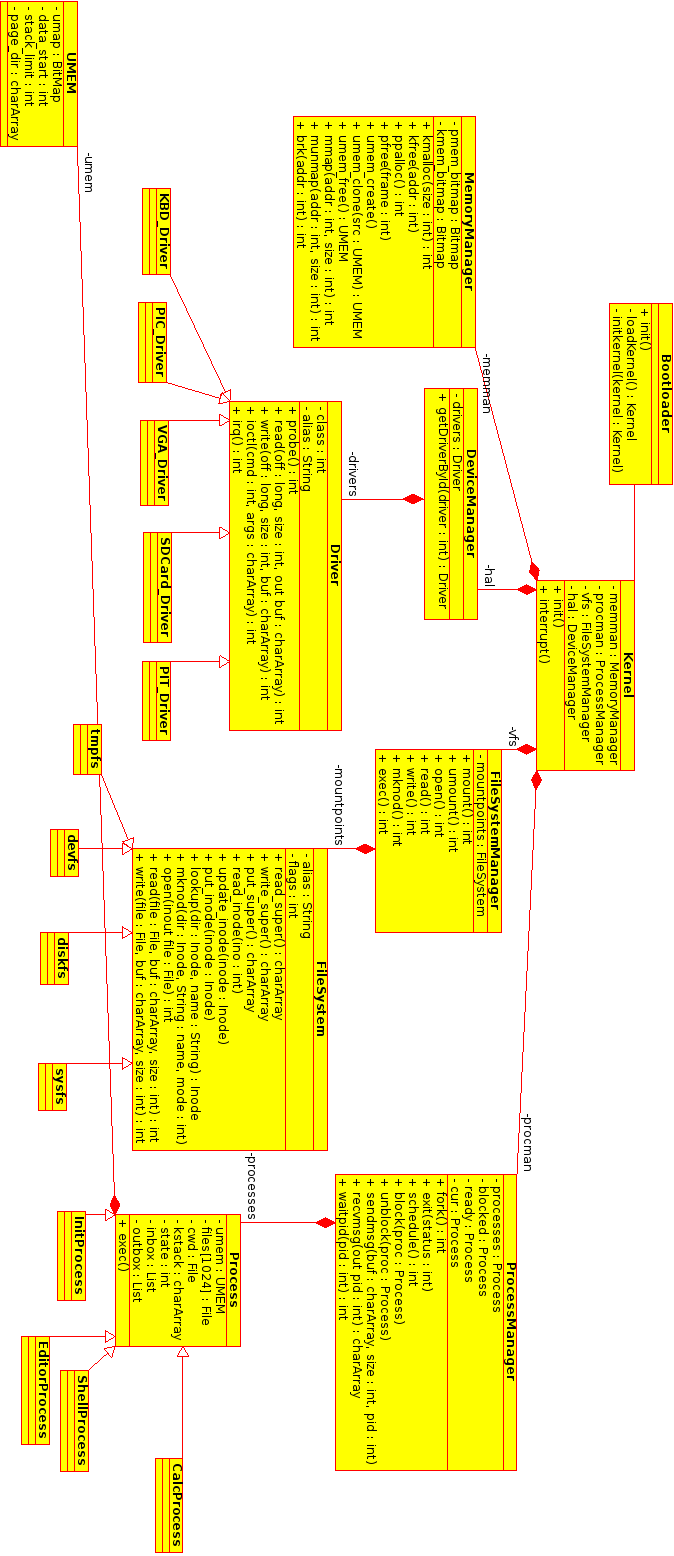 Bootloader
+ init()
- loadKernel() : Kernel
- initkernel(kernel : Kernel)
Kernel
- memman : MemoryManager
- procman : ProcessManager
- vfs : FileSystemManager
- hal : DeviceManager
+ init()
+ interrupt()
-memman
-hal
-vfs
-procman
MemoryManager
- pmem_bitmap : Bitmap
- kmem_bitmap : Bitmap
+ kmalloc(size : int) : int
+ kfree(addr : int)
+ ppalloc() : int
+ pfree(frame : int)
+ umem_create()
+ umem_clone(src : UMEM) : UMEM
+ umem_free() : UMEM
+ mmap(addr : int, size : int) : int
+ munmap(addr : int, size : int) : int
+ brk(addr : int) : int
DeviceManager
- drivers : Driver
+ getDriverById(driver : int) : Driver
FileSystemManager
- mountpoints : FileSystem
+ mount() : int
+ umount() : int
+ open() : int
+ read() : int
+ write() : int
+ mknod() : int
+ exec() : int
ProcessManager
- processes : Process
- blocked : Process
- ready : Process
- cur : Process
+ fork() : int
+ exit(status : int)
+ schedule() : int
+ block(proc : Process)
+ unblock(proc : Process)
+ sendmsg(buf : charArray, size : int, pid : int)
+ recvmsg(out pid : int) : charArray
+ waitpid(pid : int) : int
-drivers
-mountpoints
-processes
Driver
- class : int
- alias : String
+ probe() : int
+ read(off : long, size : int, out buf : charArray) : int
+ write(off : long, size : int, buf : charArray) : int
+ ioctl(cmd : int, args : charArray) : int
+ irq() : int
FileSystem
- alias : String
- flags : int
+ read_super() : charArray
+ write_super() : charArray
+ put_super() : charArray
+ read_inode(ino : int)
+ update_inode(inode : Inode)
+ put_inode(inode : Inode)
+ lookup(dir : Inode, name : String) : Inode
+ mknod(dir : Inode, String : name, mode : int)
+ open(inout file : File) : int
+ read(file : File, buf : charArray, size : int) : int
+ write(file : File, buf : charArray, size : int) : int
Process
- umem : UMEM
- files[1024] : File
- cwd : File
- kstack : charArray
- state : int
- inbox : List
- outbox : List
+ exec()
KBD_Driver
PIC_Driver
VGA_Driver
SDCard_Driver
PIT_Driver
tmpfs
devfs
diskfs
sysfs
InitProcess
EditorProcess
ShellProcess
CalcProcess
-umem
UMEM
- umap : BitMap
- data_start : int
- stack_limit : int
- page_dir : charArray